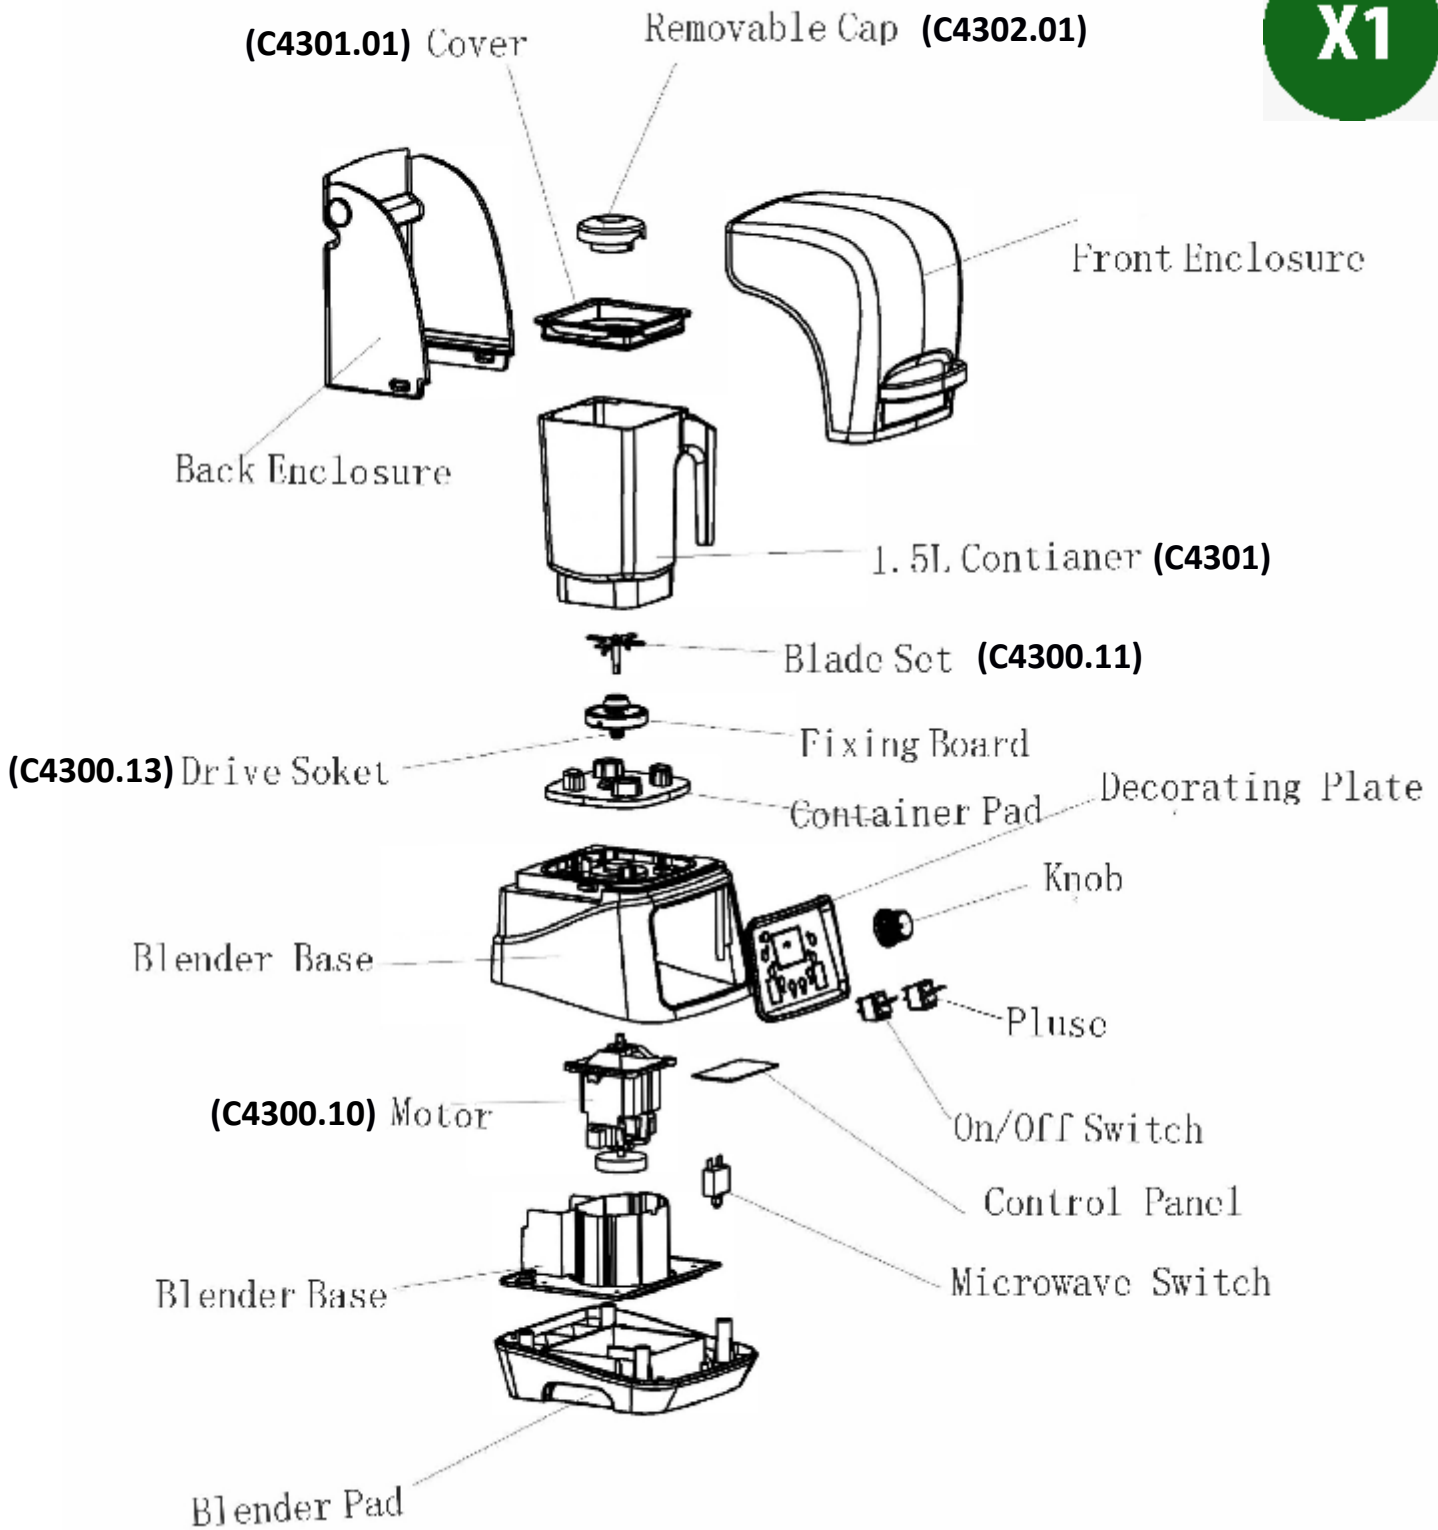 (C4301.01) Cover
Removable Cap (C4302.01)
X1
Front Enclosure
Back Enclosure
1.5L Contianer (C4301)
Blade Set (C4300.11)
Fixing Board
(C4300.13) Drive Soket
Decorating Plate
Container Pad
Knob
Blender Base
Pluse
(C4300.10) Motor
On/Off Switch
Control Panel
Microwave Switch
Blender Base
Blender Pad